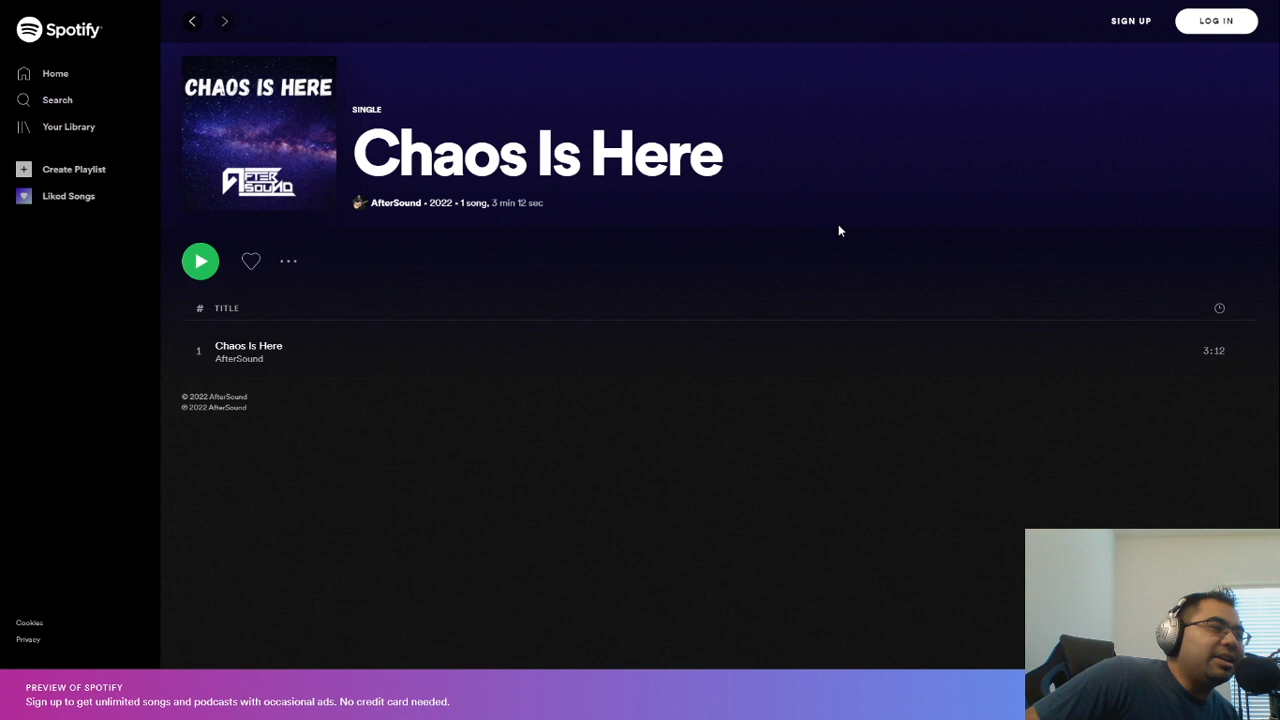 Spotify
SIGN UP
LOG IN
Home
Search
Your Library
Create Playlist
Liked Songs
CHAOS IS HERE
AFTER
SOUND
SINGLE
Chaos Is Here
AfterSound • 2022 • 1 song, 3 min 12 sec
# TITLE
1 Chaos Is Here 3:12
AfterSound
© 2022 AfterSound
℗ 2022 AfterSound
Cookies
Privacy
PREVIEW OF SPOTIFY
Sign up to get unlimited songs and podcasts with occasional ads. No credit card needed.